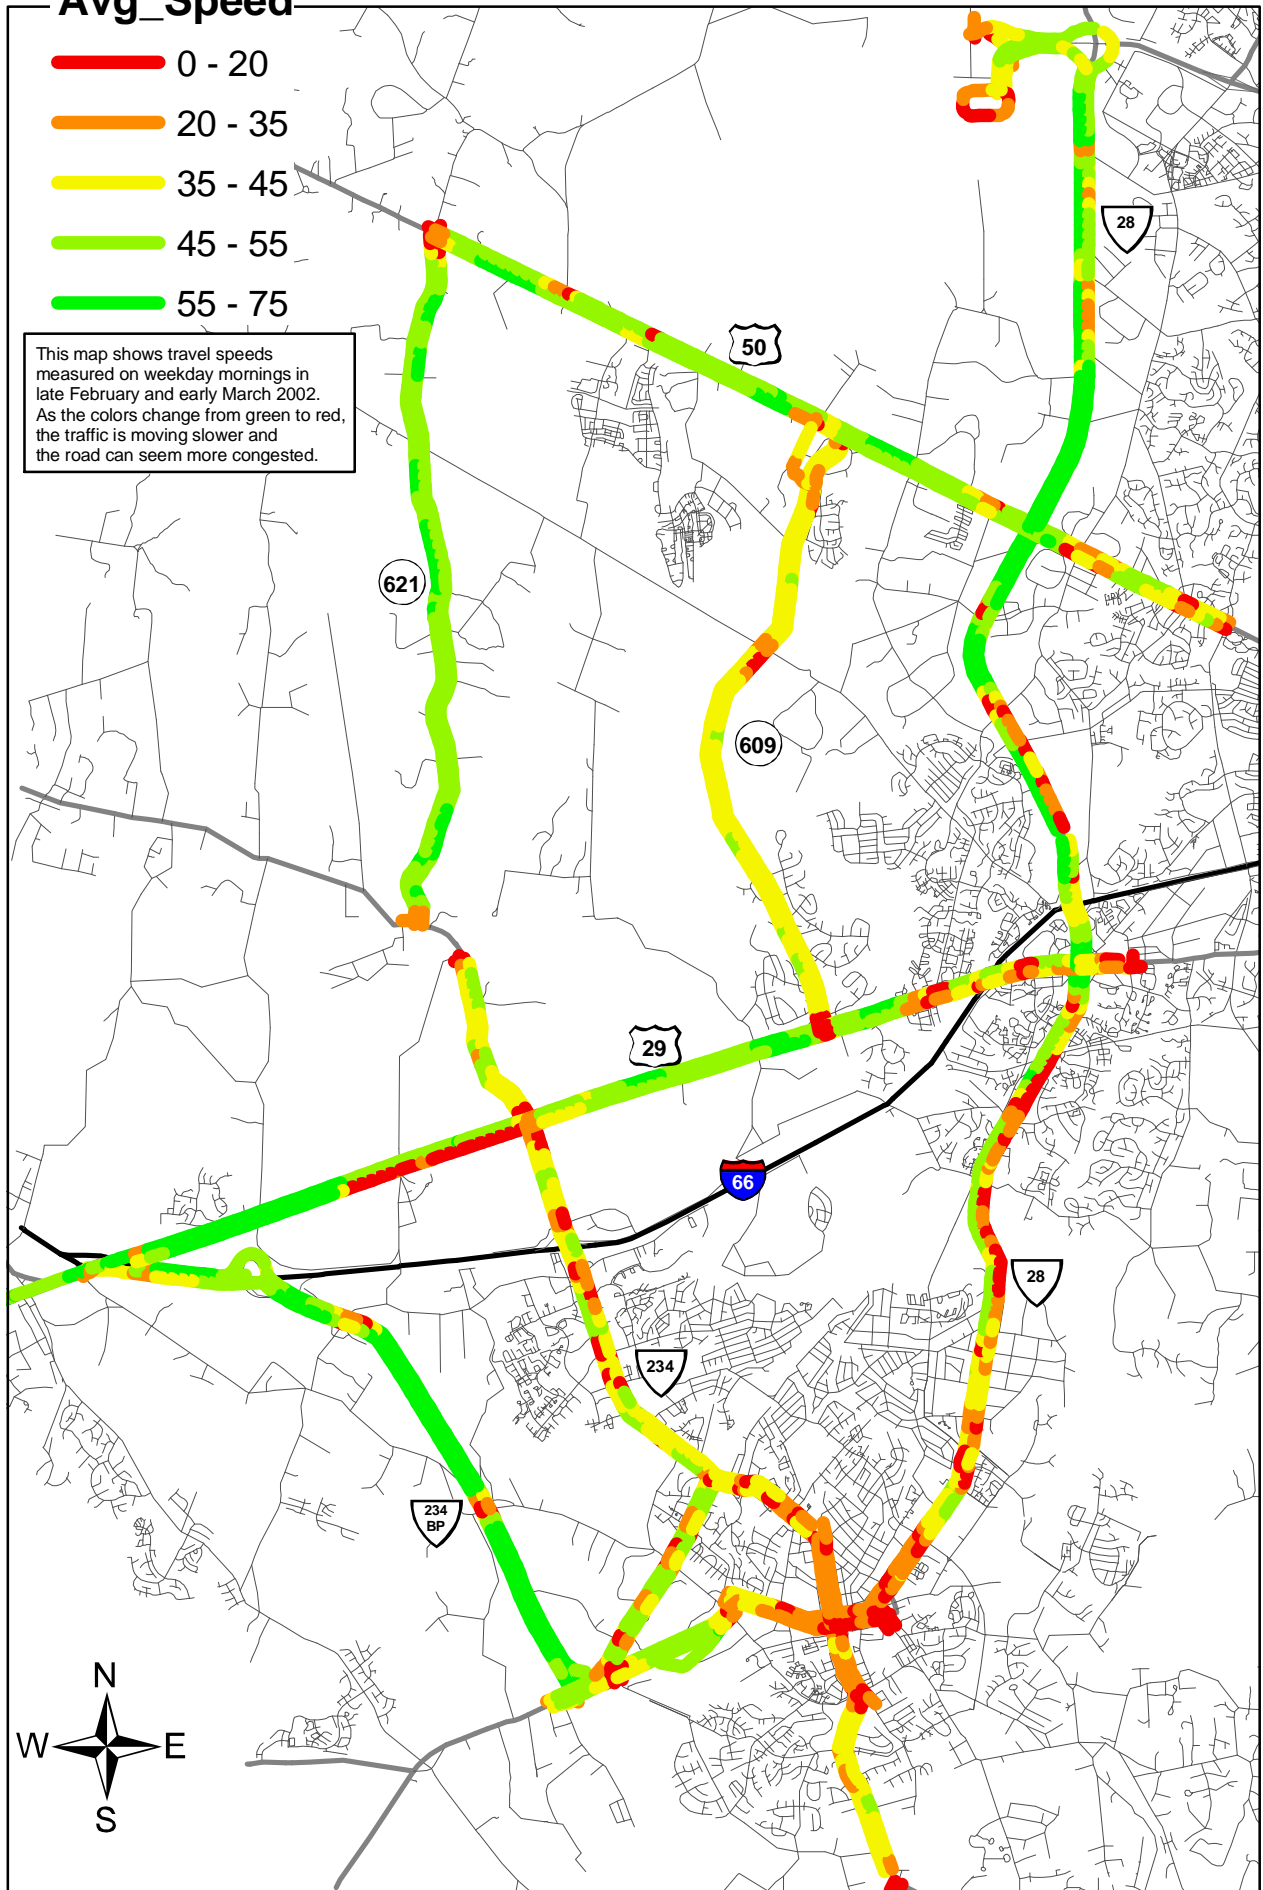 Avg_Speed
0 - 20
20 - 35
35 - 45
45 - 55
55 - 75
This map shows travel speeds
measured on weekday mornings in
late February and early March 2002.
As the colors change from green to red,
the traffic is moving slower and
the road can seem more congested.
28
50
621
609
29
66
28
234
234
BP
N
W E
S